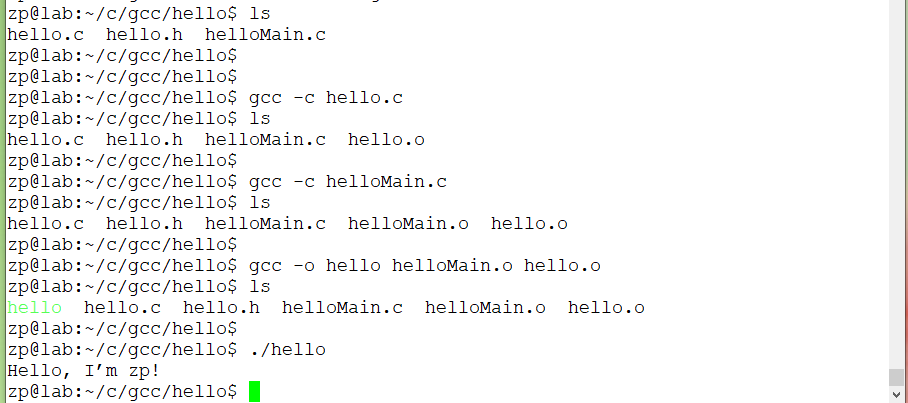 zp@lab:~/c/gcc/hello$ ls
hello.c  hello.h  helloMain.c
zp@lab:~/c/gcc/hello$
zp@lab:~/c/gcc/hello$
zp@lab:~/c/gcc/hello$ gcc -c hello.c
zp@lab:~/c/gcc/hello$ ls
hello.c  hello.h  helloMain.c  hello.o
zp@lab:~/c/gcc/hello$
zp@lab:~/c/gcc/hello$ gcc -c helloMain.c
zp@lab:~/c/gcc/hello$ ls
hello.c  hello.h  helloMain.c  helloMain.o  hello.o
zp@lab:~/c/gcc/hello$
zp@lab:~/c/gcc/hello$ gcc -o hello helloMain.o hello.o
zp@lab:~/c/gcc/hello$ ls
hello  hello.c  hello.h  helloMain.c  helloMain.o  hello.o
zp@lab:~/c/gcc/hello$
zp@lab:~/c/gcc/hello$ ./hello
Hello, I’m zp!
zp@lab:~/c/gcc/hello$